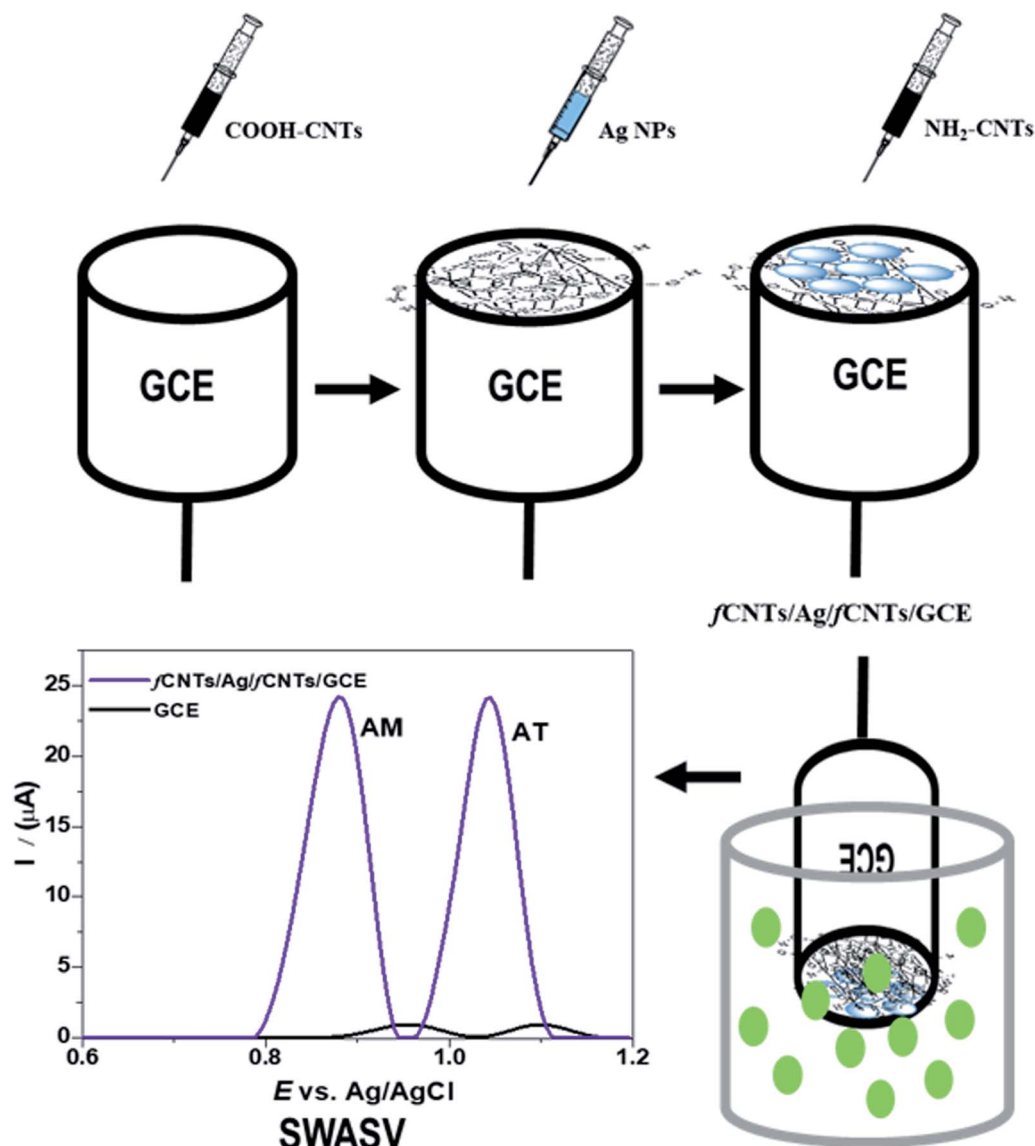 COOH-CNTs
Ag NPs
NH₂-CNTs
GCE
GCE
GCE
fCNTs/Ag/fCNTs/GCE
fCNTs/Ag/fCNTs/GCE
GCE
AM
AT
25
20
15
10
5
0
I / (µA)
0.6
0.8
1.0
1.2
E vs. Ag/AgCl
SWASV
GCE